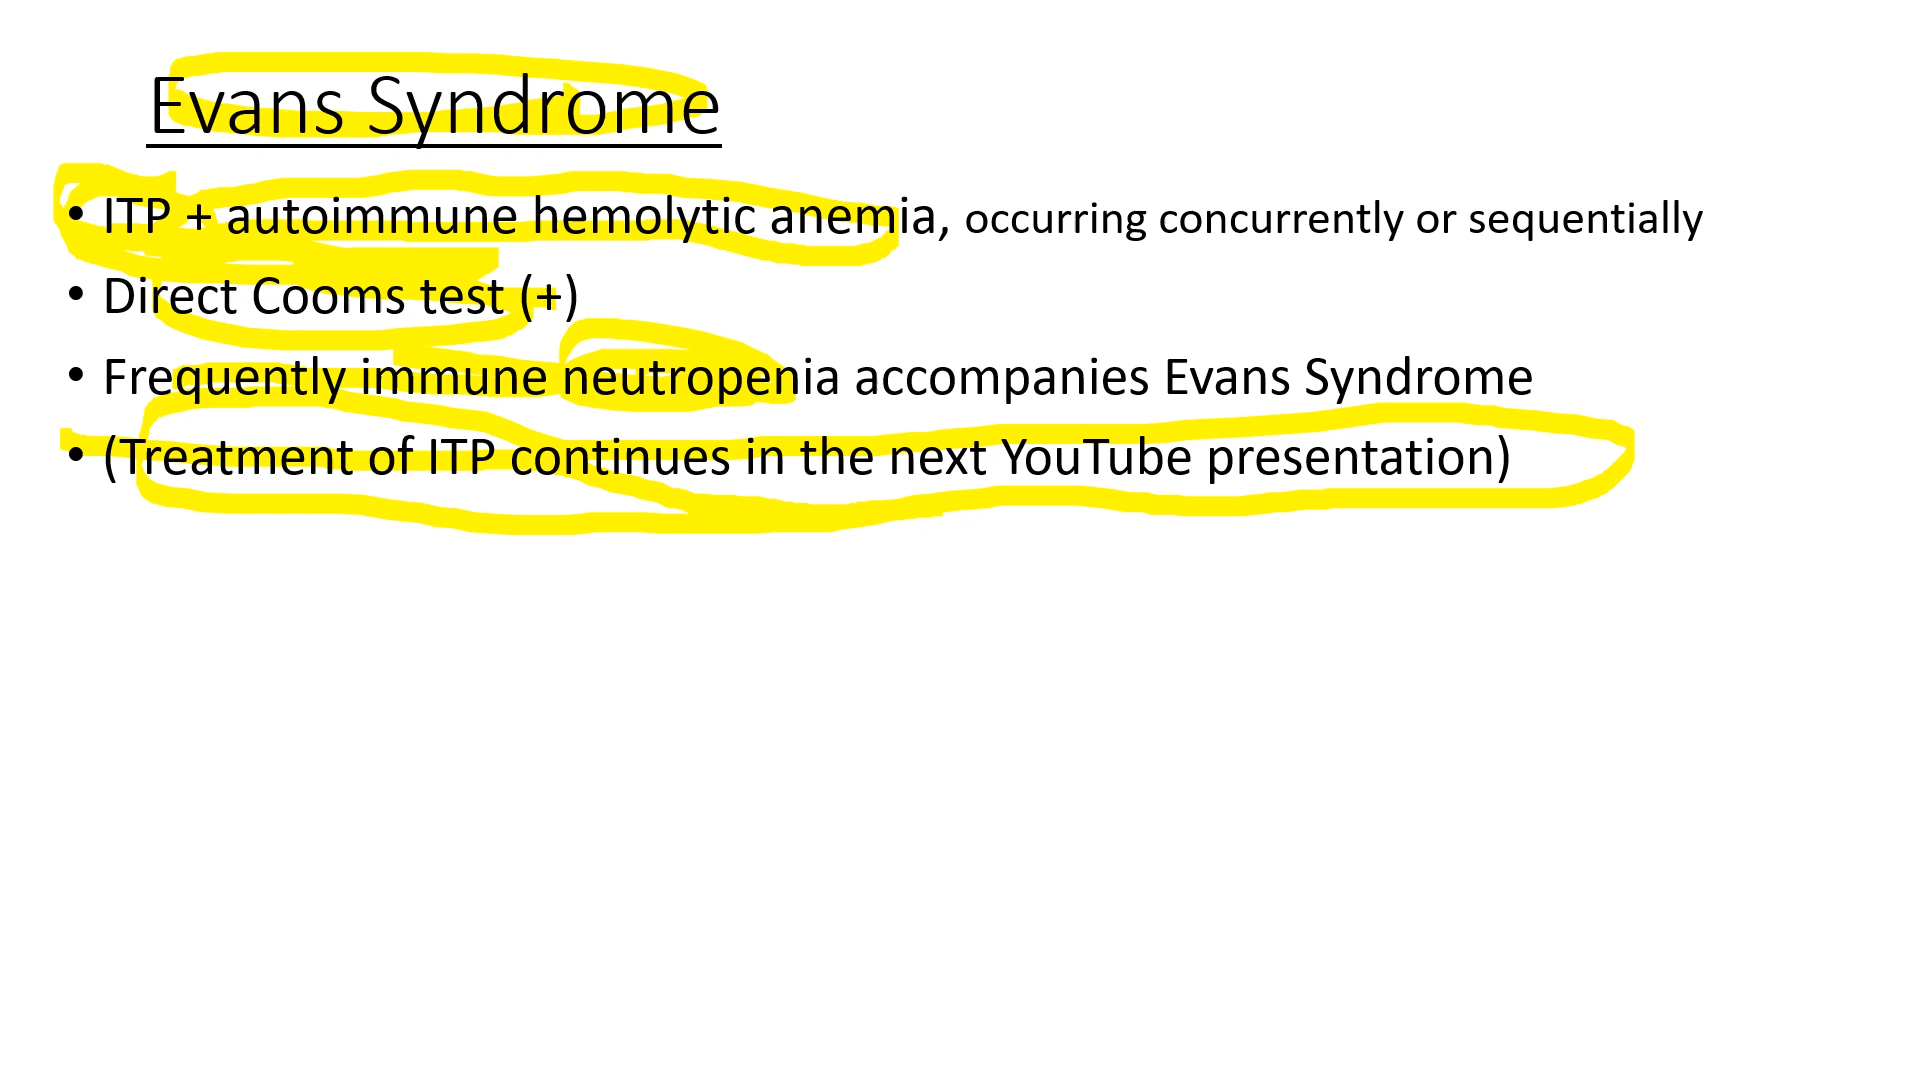 Evans Syndrome
• ITP + autoimmune hemolytic anemia, occurring concurrently or sequentially
• Direct Cooms test (+)
• Frequently immune neutropenia accompanies Evans Syndrome
• (Treatment of ITP continues in the next YouTube presentation)